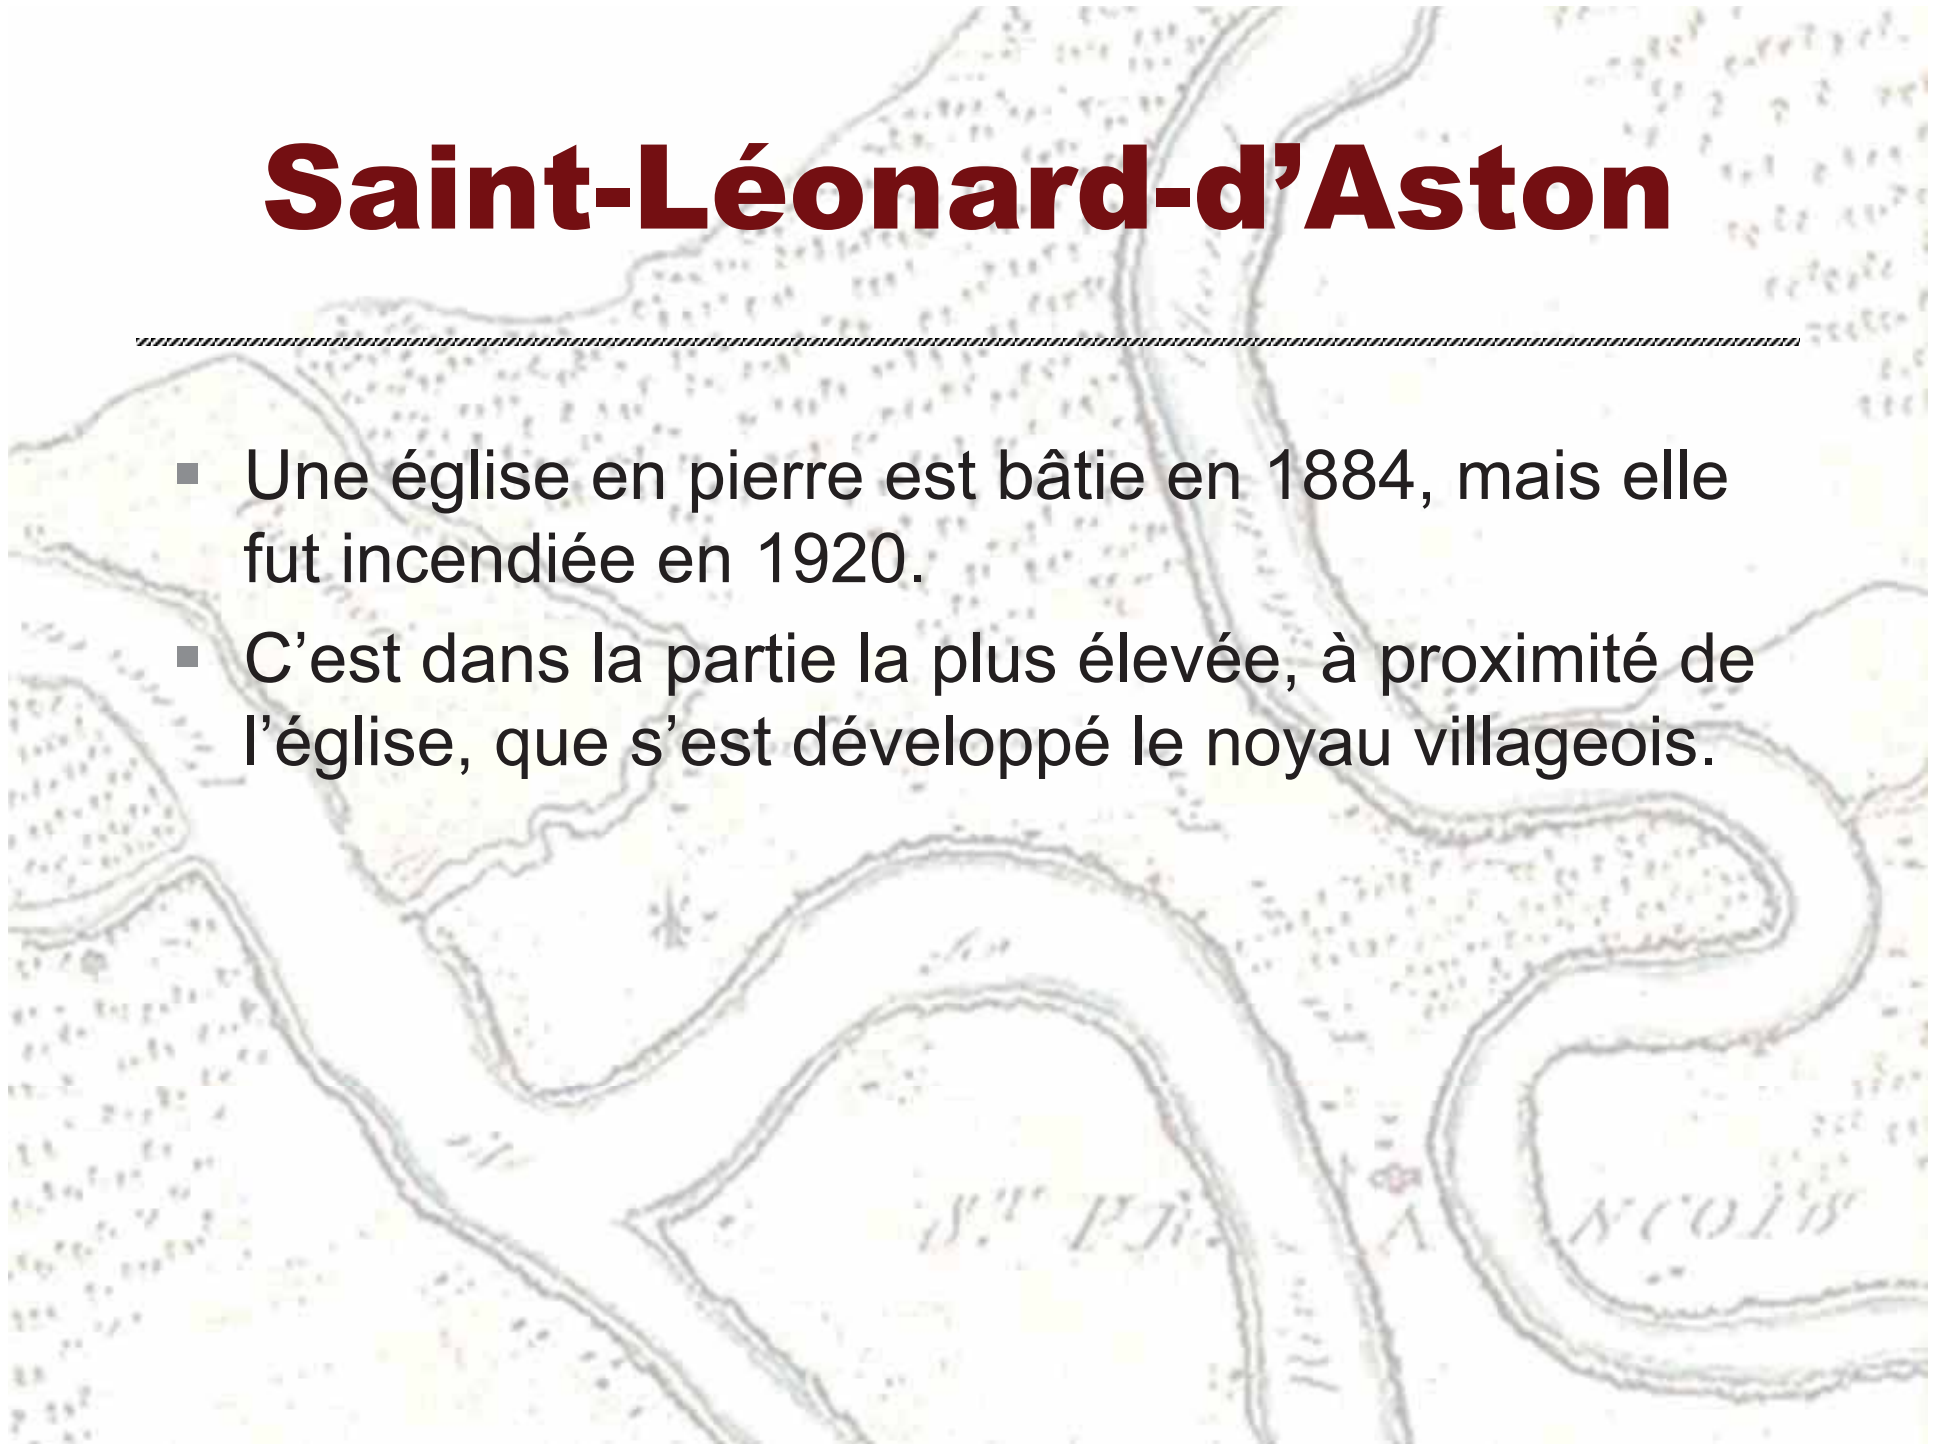 Saint-Léonard-d’Aston
▪ Une église en pierre est bâtie en 1884, mais elle
fut incendiée en 1920.
▪ C’est dans la partie la plus élevée, à proximité de
l’église, que s’est développé le noyau villageois.